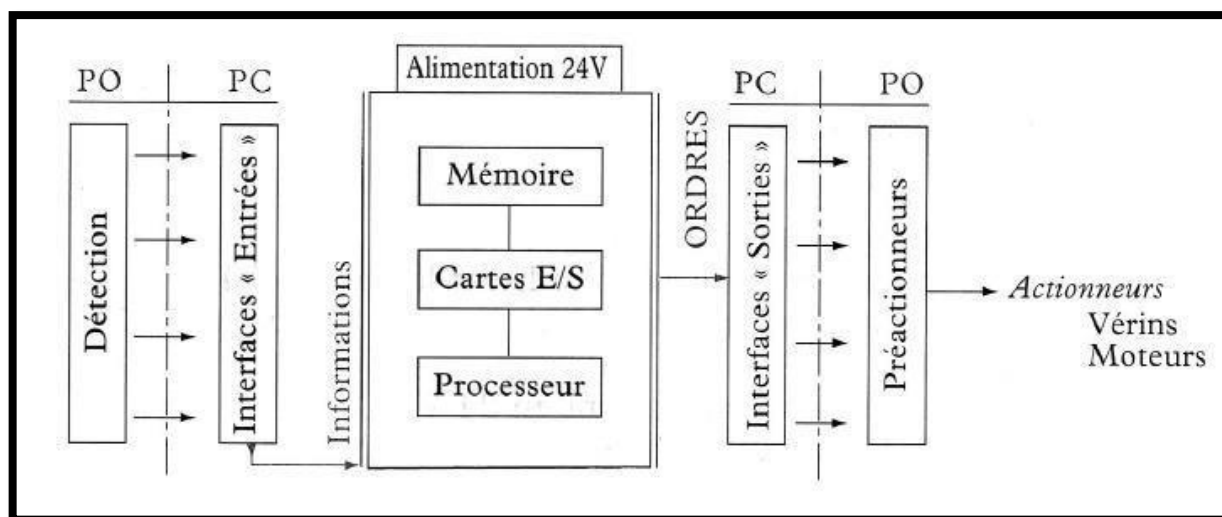 PO
PC
Détection
Interfaces « Entrées »
Informations
Alimentation 24V
Mémoire
Cartes E/S
Processeur
ORDRES
PC
PO
Interfaces « Sorties »
Préactionneurs
Actionneurs
Vérins
Moteurs